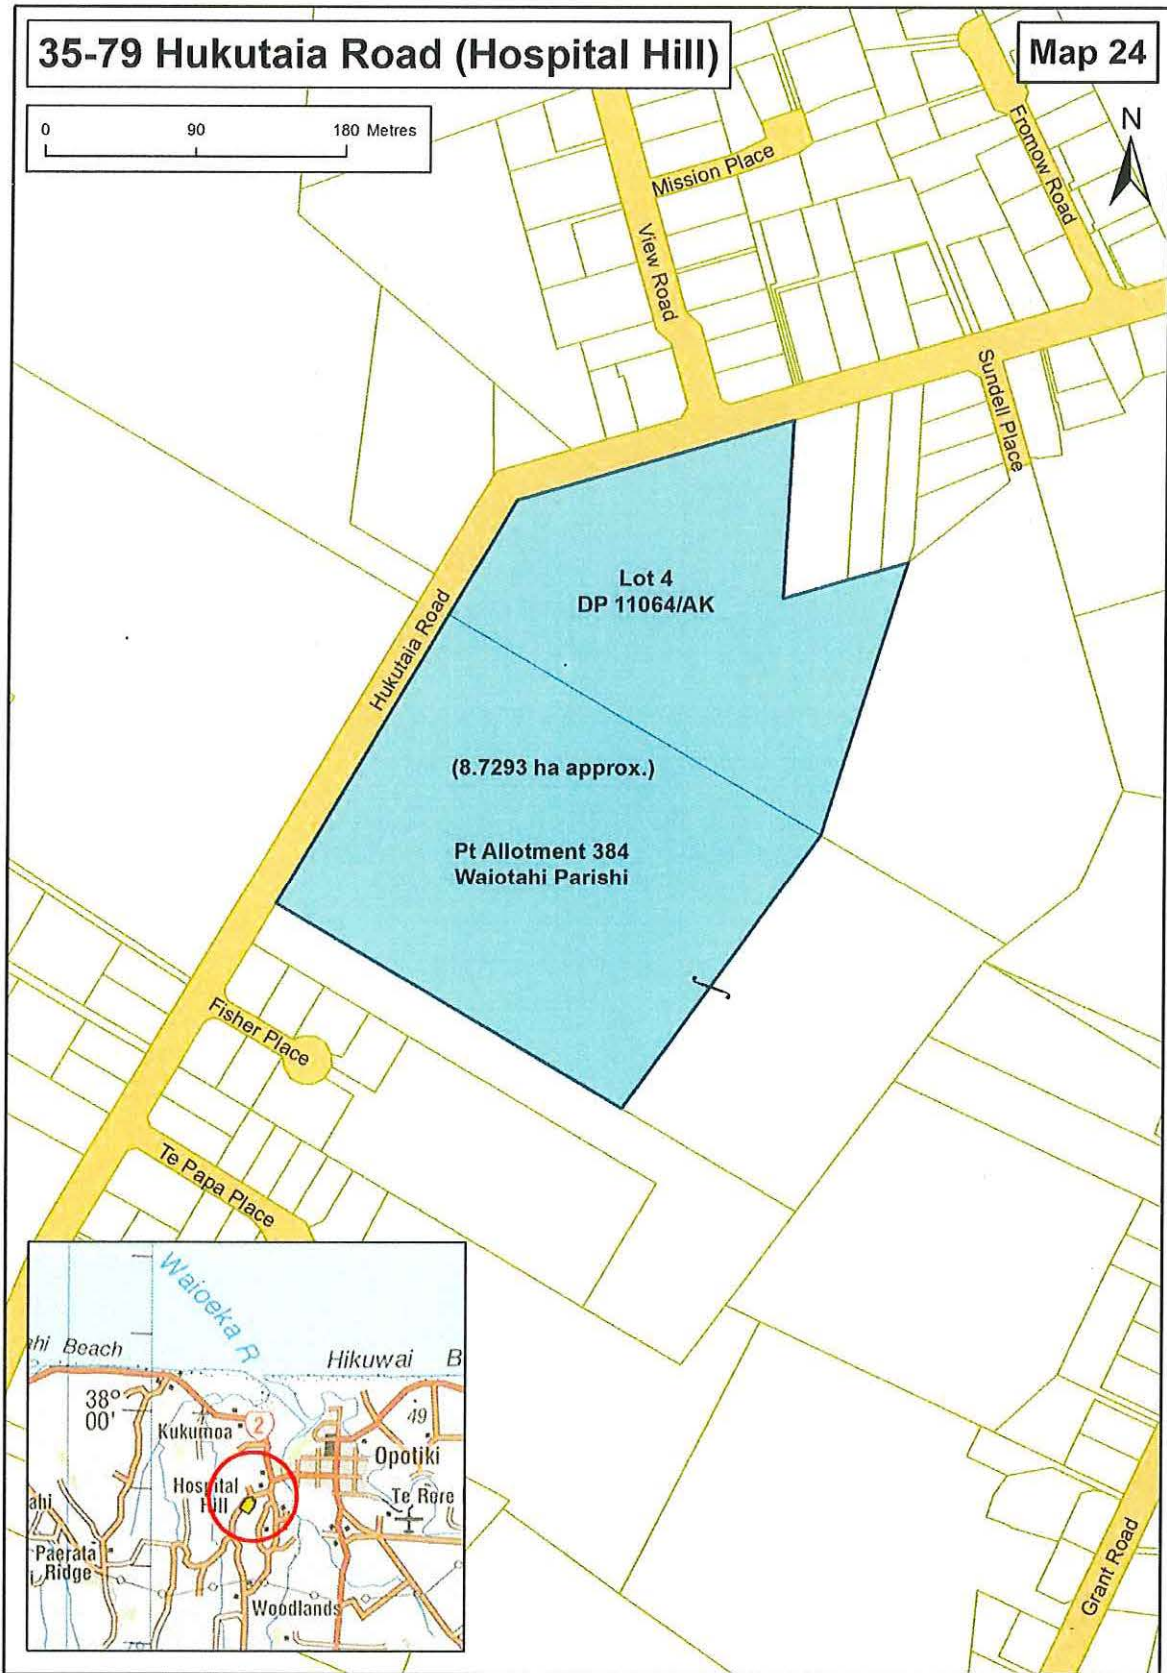 35-79 Hukutaia Road (Hospital Hill)
Map 24
0 90 180 Metres
N
Fromow Road
Mission Place
View Road
Sundell Place
Lot 4
DP 11064/AK
Hukutaia Road
(8.7293 ha approx.)
Pt Allotment 384
Waiotahi Parishi
Fisher Place
Te Papa Place
Grant Road
Waioeka R
ahi Beach
Hikuwai B
38°
00'
Kukumoa
2
49
Opotiki
Hospital
Hill
Te Rere
ahi
Paerata
Ridge
Woodlands